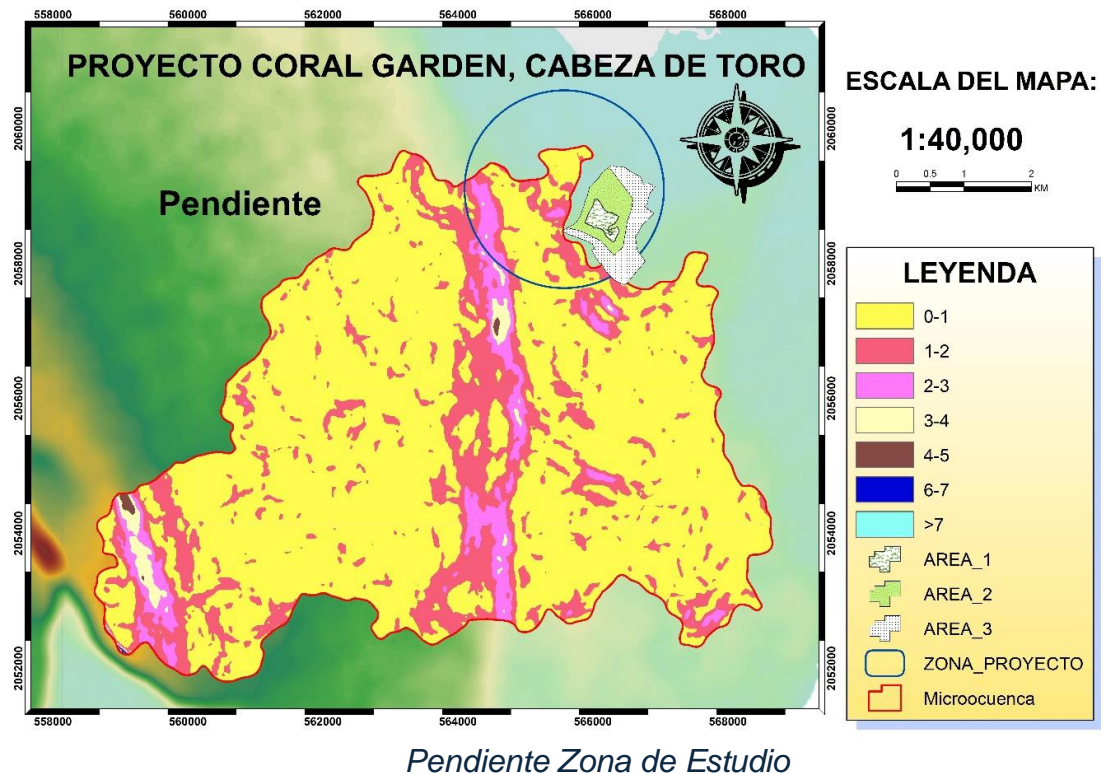 558000 560000 562000 564000 566000 568000
PROYECTO CORAL GARDEN, CABEZA DE TORO
Pendiente
2060000 2058000 2056000 2054000 2052000
2060000 2058000 2056000 2054000 2052000
558000 560000 562000 564000 566000 568000
ESCALA DEL MAPA:
1:40,000
0 0.5 1 2
KM
LEYENDA
0-1
1-2
2-3
3-4
4-5
6-7
>7
AREA_1
AREA_2
AREA_3
ZONA_PROYECTO
Microocuenca
Pendiente Zona de Estudio